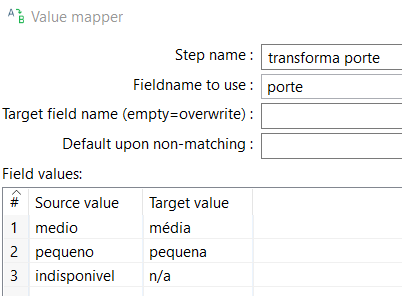 Value mapper
Step name : transforma porte
Fieldname to use : porte
Target field name (empty=overwrite) :
Default upon non-matching :
Field values:
# Source value Target value
1 medio média
2 pequeno pequena
3 indisponivel n/a